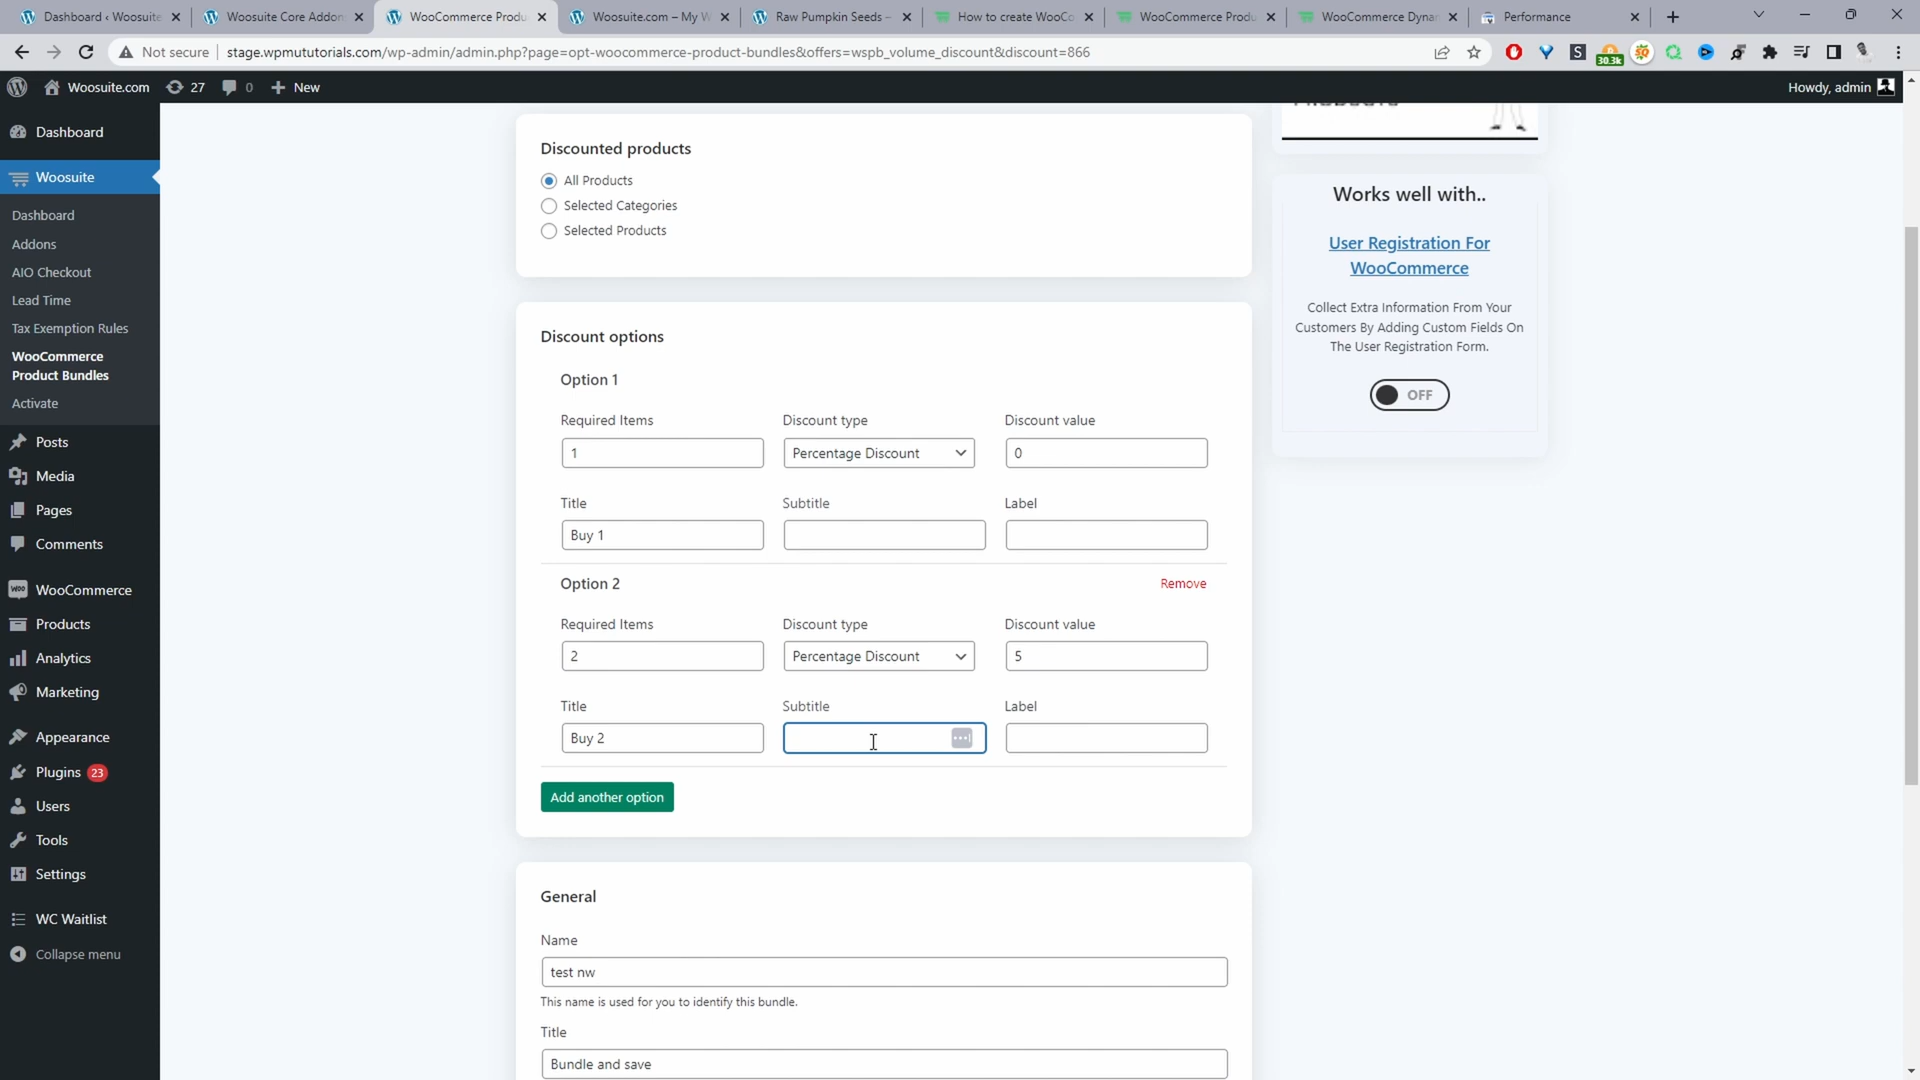 Dashboard ‹ Woosuite
Woosuite Core Addon
WooCommerce Produ
Woosuite.com – My W
Raw Pumpkin Seeds –
How to create WooCo
WooCommerce Produ
WooCommerce Dynar
Performance
Not secure
stage.wpmututorials.com/wp-admin/admin.php?page=opt-woocommerce-product-bundles&offers=wspb_volume_discount&discount=866
30.3k
Woosuite.com
27
0
New
Howdy, admin
Dashboard
Woosuite
Dashboard
Addons
AIO Checkout
Lead Time
Tax Exemption Rules
WooCommerce
Product Bundles
Activate
Posts
Media
Pages
Comments
WooCommerce
Products
Analytics
Marketing
Appearance
Plugins 23
Users
Tools
Settings
WC Waitlist
Collapse menu
Discounted products
All Products
Selected Categories
Selected Products
Discount options
Option 1
Required Items
Discount type
Discount value
1
Percentage Discount
0
Title
Subtitle
Label
Buy 1
Option 2
Remove
Required Items
Discount type
Discount value
2
Percentage Discount
5
Title
Subtitle
Label
Buy 2
Add another option
General
Name
test nw
This name is used for you to identify this bundle.
Title
Bundle and save
Works well with..
User Registration For
WooCommerce
Collect Extra Information From Your
Customers By Adding Custom Fields On
The User Registration Form.
OFF